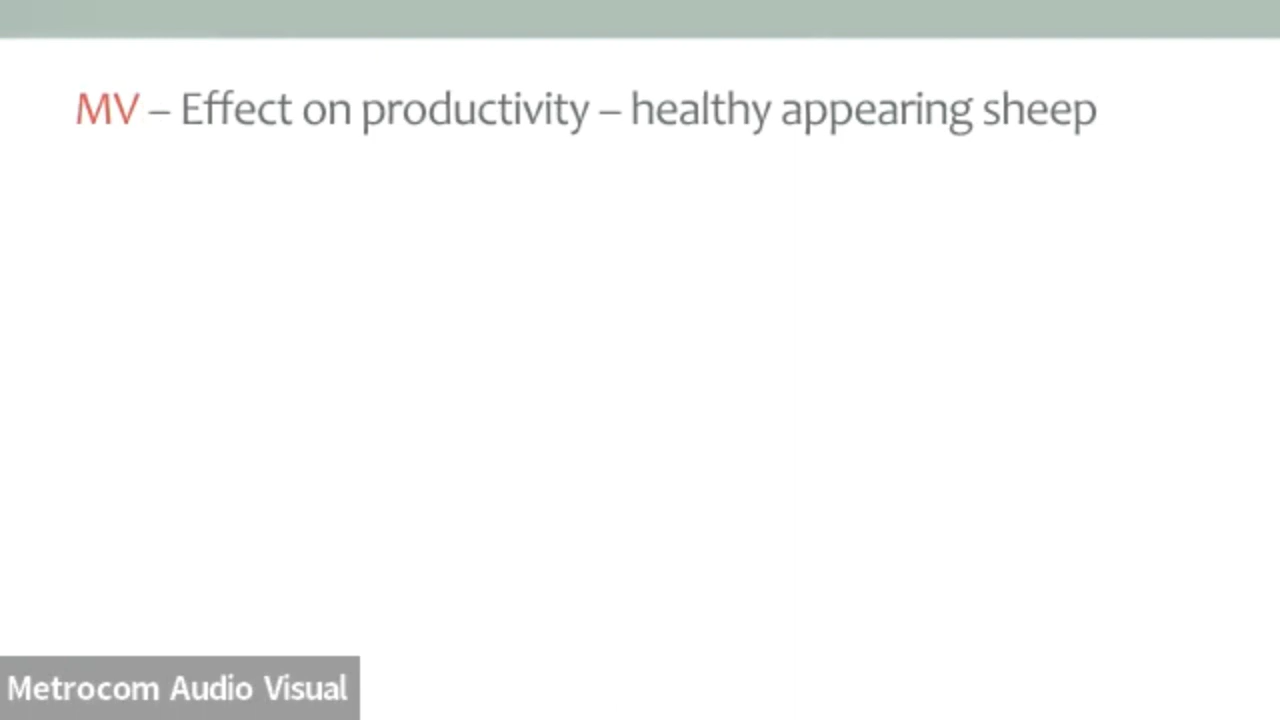 MV – Effect on productivity – healthy appearing sheep
Metrocom Audio Visual